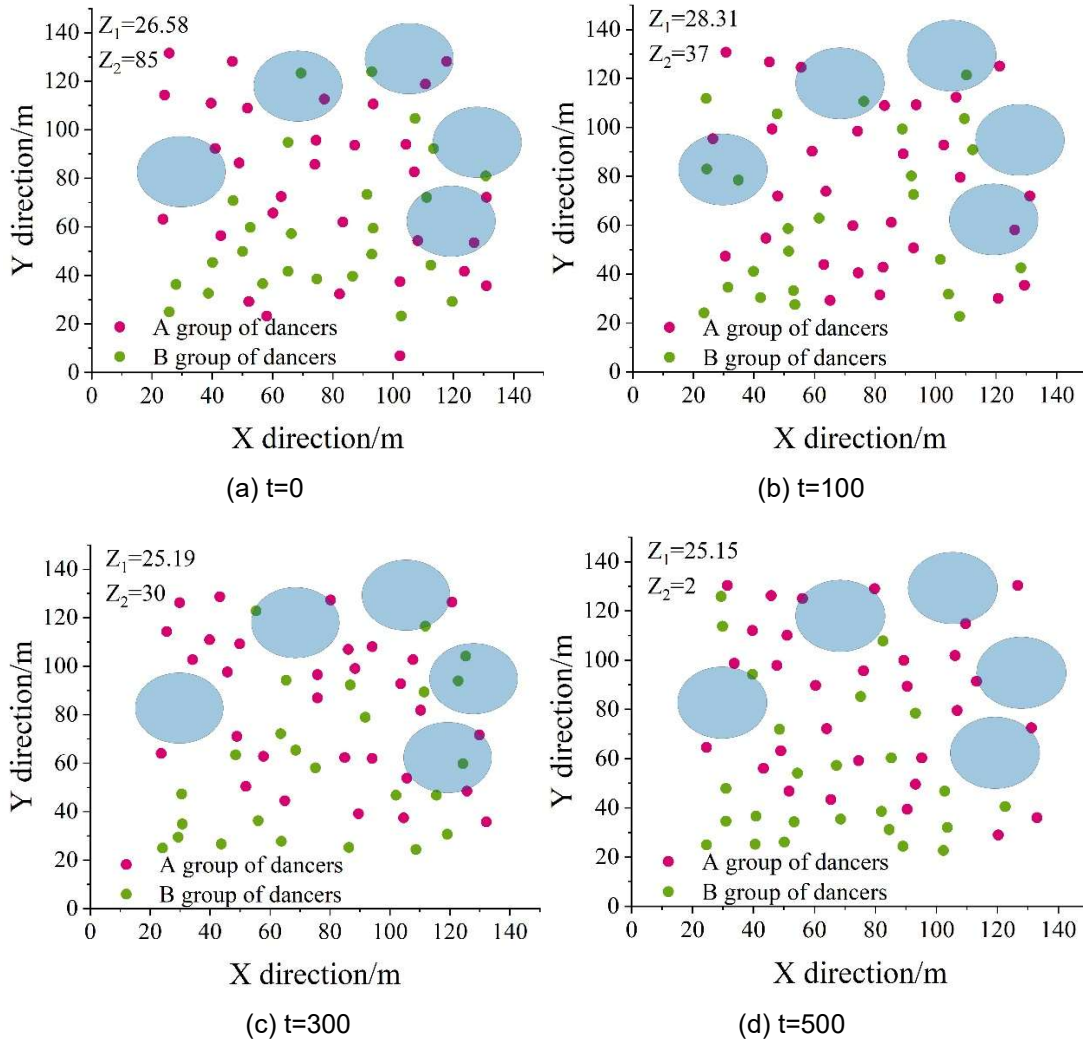 Z₁=26.58
Z₂=85
140
120
100
80
60
40
20
0
Y direction/m
A group of dancers
B group of dancers
0 20 40 60 80 100 120 140
X direction/m
(a) t=0
Z₁=28.31
Z₂=37
140
120
100
80
60
40
20
0
Y direction/m
A group of dancers
B group of dancers
0 20 40 60 80 100 120 140
X direction/m
(b) t=100
Z₁=25.19
Z₂=30
140
120
100
80
60
40
20
0
Y direction/m
A group of dancers
B group of dancers
0 20 40 60 80 100 120 140
X direction/m
(c) t=300
Z₁=25.15
Z₂=2
140
120
100
80
60
40
20
0
Y direction/m
A group of dancers
B group of dancers
0 20 40 60 80 100 120 140
X direction/m
(d) t=500